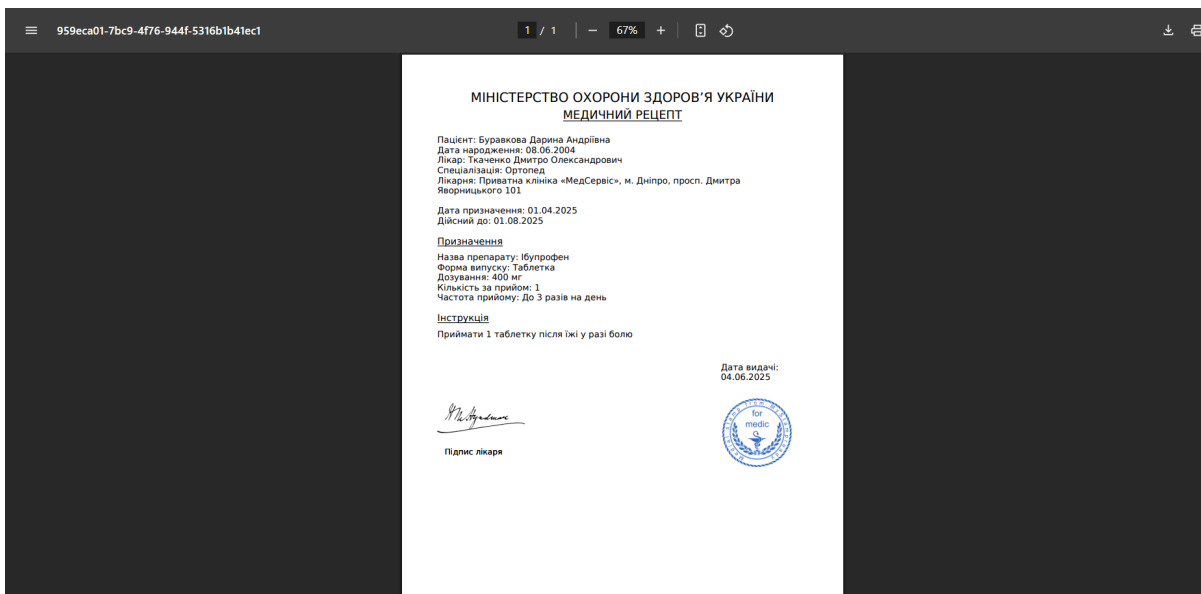 959eca01-7bc9-4f76-944f-5316b1b41ec1
1 / 1
67%
МІНІСТЕРСТВО ОХОРОНИ ЗДОРОВ’Я УКРАЇНИ
МЕДИЧНИЙ РЕЦЕПТ
Пацієнт: Буравкова Дарина Андріївна
Дата народження: 08.06.2004
Лікар: Ткаченко Дмитро Олександрович
Спеціалізація: Ортопед
Лікарня: Приватна клініка «МедСервіс», м. Дніпро, просп. Дмитра
Яворницького 101
Дата призначення: 01.04.2025
Дійсний до: 01.08.2025
Призначення
Назва препарату: Ібупрофен
Форма випуску: Таблетка
Дозування: 400 мг
Кількість за прийом: 1
Частота прийому: До 3 разів на день
Інструкція
Приймати 1 таблетку після їжі у разі болю
Дата видачі:
04.06.2025
for
medic
Підпис лікаря